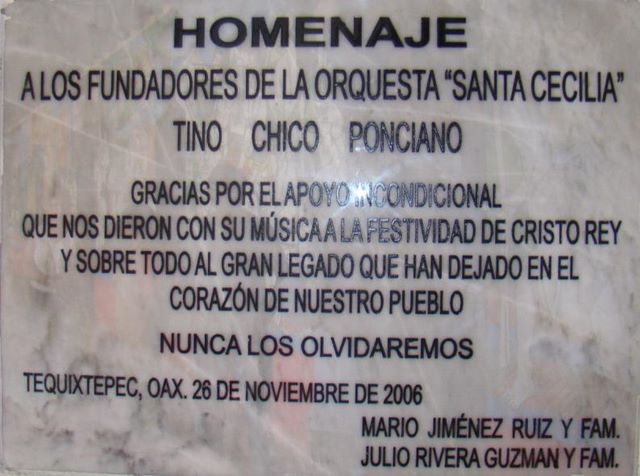 HOMENAJE
A LOS FUNDADORES DE LA ORQUESTA “SANTA CECILIA”
TINO CHICO PONCIANO
GRACIAS POR EL APOYO INCONDICIONAL
QUE NOS DIERON CON SU MÚSICA A LA FESTIVIDAD DE CRISTO REY
Y SOBRE TODO AL GRAN LEGADO QUE HAN DEJADO EN EL
CORAZÓN DE NUESTRO PUEBLO
NUNCA LOS OLVIDAREMOS
TEQUIXTEPEC, OAX. 26 DE NOVIEMBRE DE 2006
MARIO JIMÉNEZ RUIZ Y FAM.
JULIO RIVERA GUZMAN Y FAM.